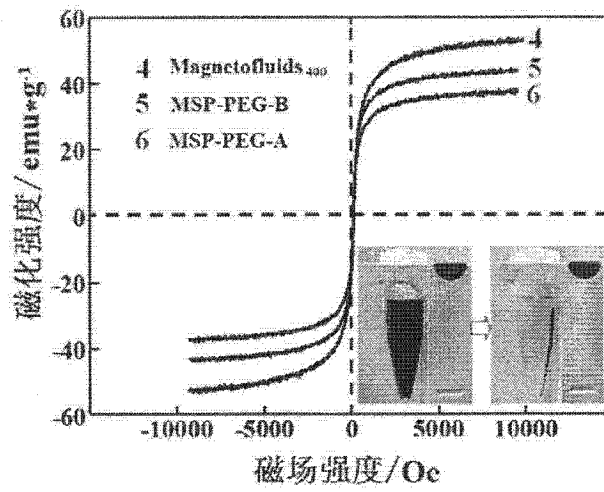 60
40
20
0
-20
-40
-60
磁化强度/emu*g⁻¹
4 Magnetofluids₄₀₀
5 MSP-PEG-B
6 MSP-PEG-A
4
5
6
-10000 -5000 0 5000 10000
磁场强度/Oe